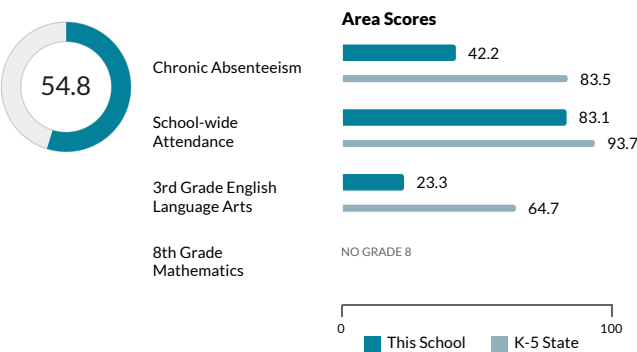 Area Scores
54.8
Chronic Absenteeism
42.2
83.5
School-wide
Attendance
83.1
93.7
3rd Grade English
Language Arts
23.3
64.7
8th Grade
Mathematics
NO GRADE 8
0
100
This School
K-5 State